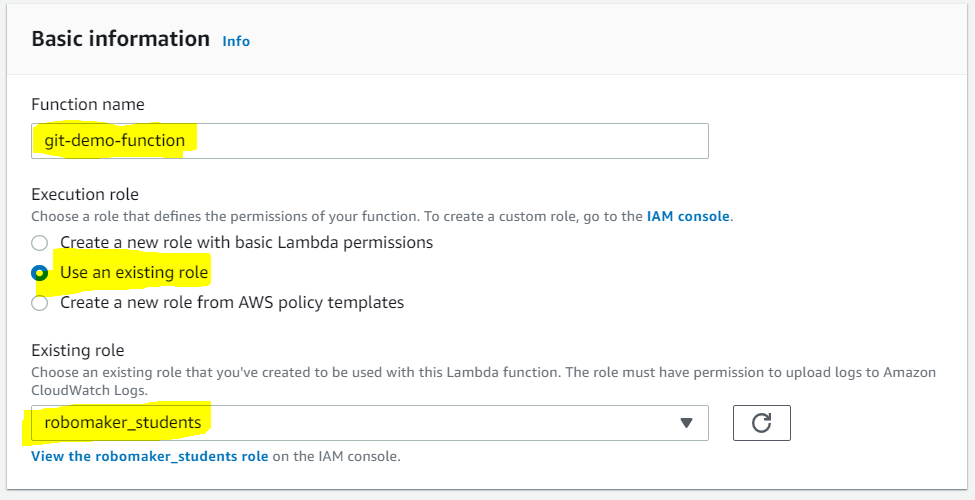 Basic information Info
Function name
git-demo-function
Execution role
Choose a role that defines the permissions of your function. To create a custom role, go to the IAM console.
Create a new role with basic Lambda permissions
Use an existing role
Create a new role from AWS policy templates
Existing role
Choose an existing role that you've created to be used with this Lambda function. The role must have permission to upload logs to Amazon
CloudWatch Logs.
robomaker_students
View the robomaker_students role on the IAM console.